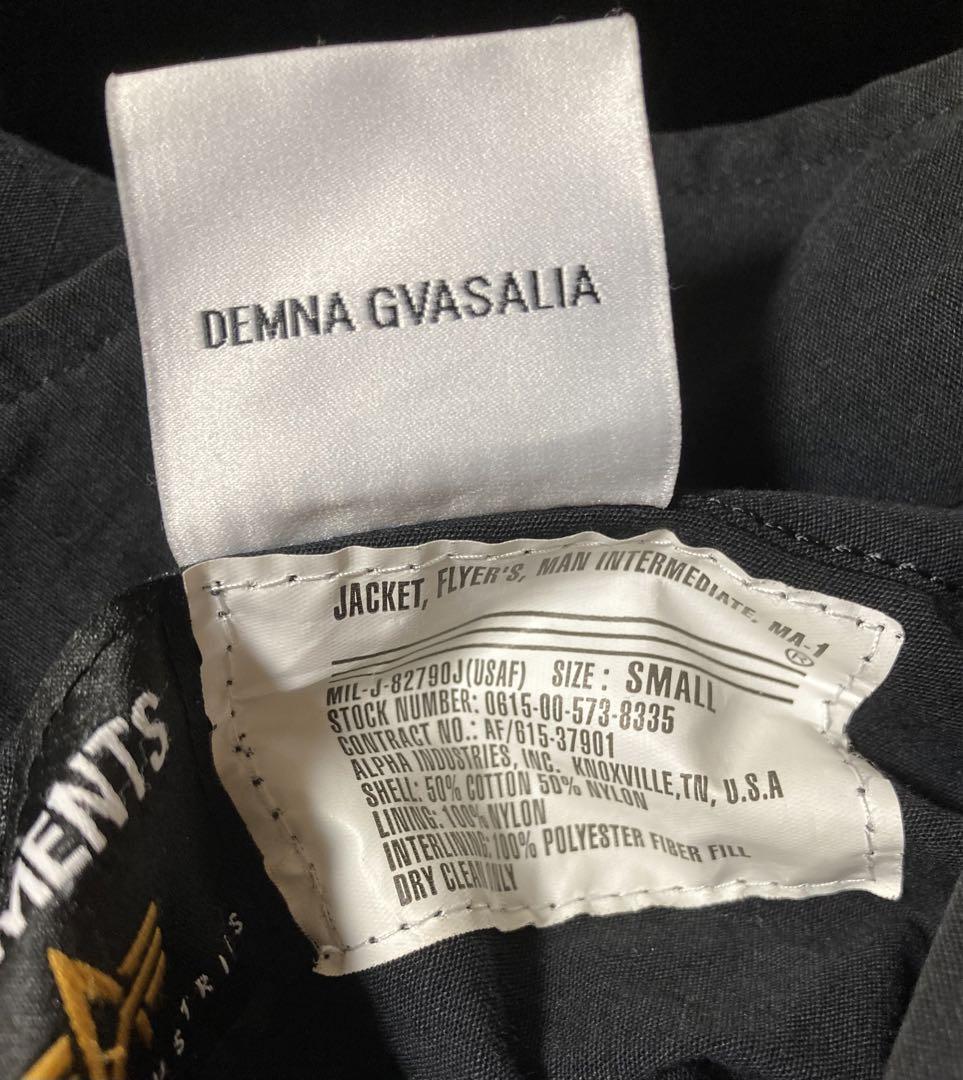 DEMNA GVASALIA
JACKET, FLYER'S, MAN INTERMEDIATE, MA-1
®
MIL-J-82790J(USAF) SIZE: SMALL
STOCK NUMBER: 0615-00-573-8335
CONTRACT NO.: AF/615-37901
ALPHA INDUSTRIES, INC. KNOXVILLE,TN, U.S.A
SHELL: 50% COTTON 50% NYLON
LINING: 100% NYLON
INTERLINING: 100% POLYESTER FIBER FILL
DRY CLEAN ONLY
MENTS